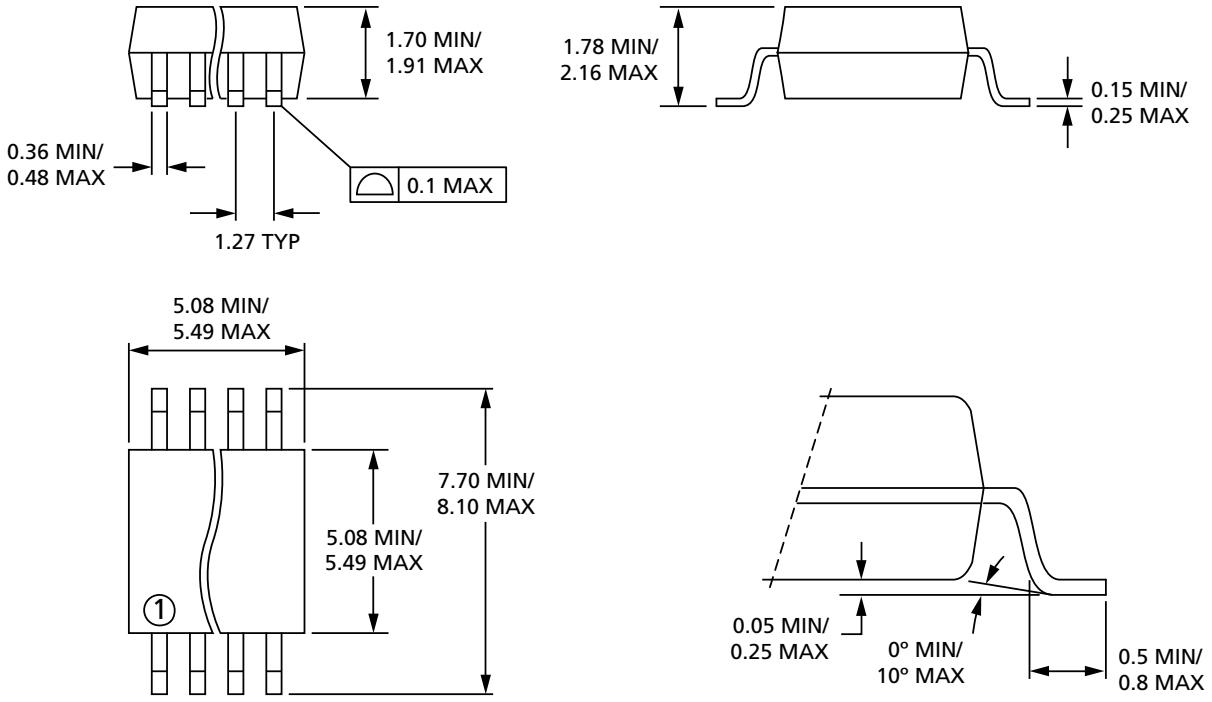 1.70 MIN/
1.91 MAX
1.78 MIN/
2.16 MAX
0.15 MIN/
0.25 MAX
0.36 MIN/
0.48 MAX
0.1 MAX
1.27 TYP
5.08 MIN/
5.49 MAX
7.70 MIN/
8.10 MAX
5.08 MIN/
5.49 MAX
1
0.05 MIN/
0.25 MAX
0º MIN/
10º MAX
0.5 MIN/
0.8 MAX